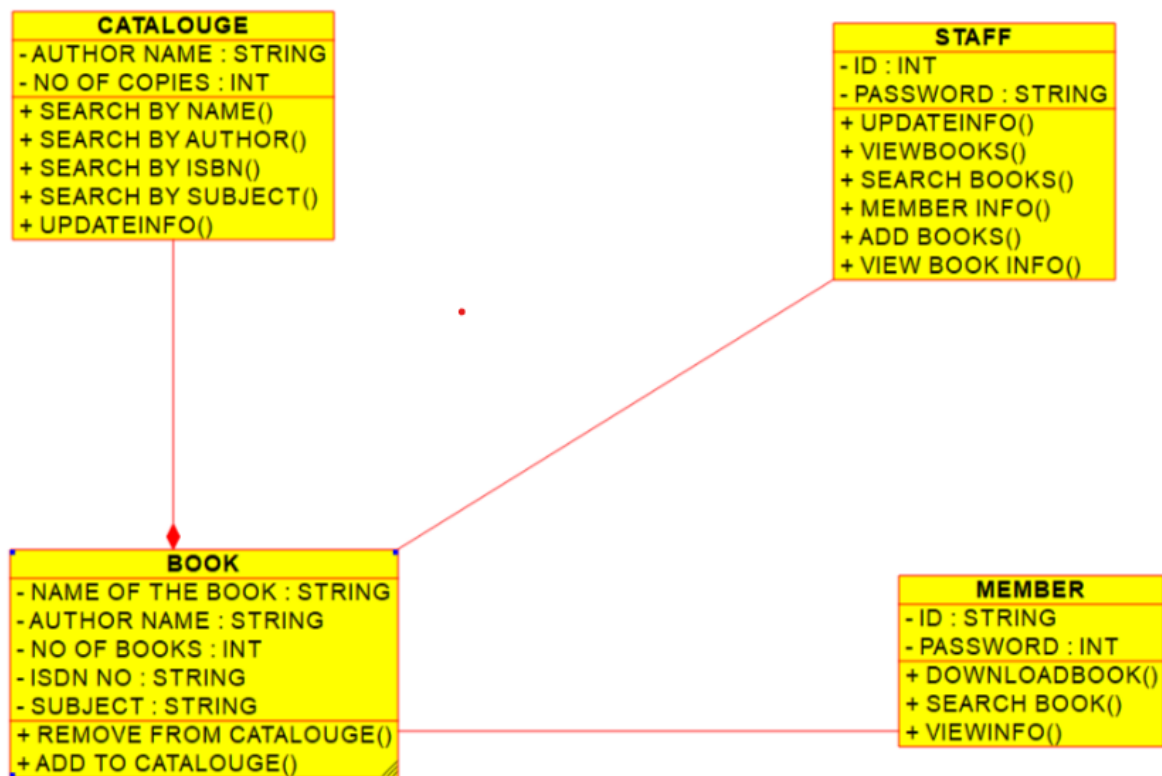 CATALOUGE
- AUTHOR NAME : STRING
- NO OF COPIES : INT
+ SEARCH BY NAME()
+ SEARCH BY AUTHOR()
+ SEARCH BY ISBN()
+ SEARCH BY SUBJECT()
+ UPDATEINFO()
STAFF
- ID : INT
- PASSWORD : STRING
+ UPDATEINFO()
+ VIEWBOOKS()
+ SEARCH BOOKS()
+ MEMBER INFO()
+ ADD BOOKS()
+ VIEW BOOK INFO()
BOOK
- NAME OF THE BOOK : STRING
- AUTHOR NAME : STRING
- NO OF BOOKS : INT
- ISDN NO : STRING
- SUBJECT : STRING
+ REMOVE FROM CATALOUGE()
+ ADD TO CATALOUGE()
MEMBER
- ID : STRING
- PASSWORD : INT
+ DOWNLOADBOOK()
+ SEARCH BOOK()
+ VIEWINFO()